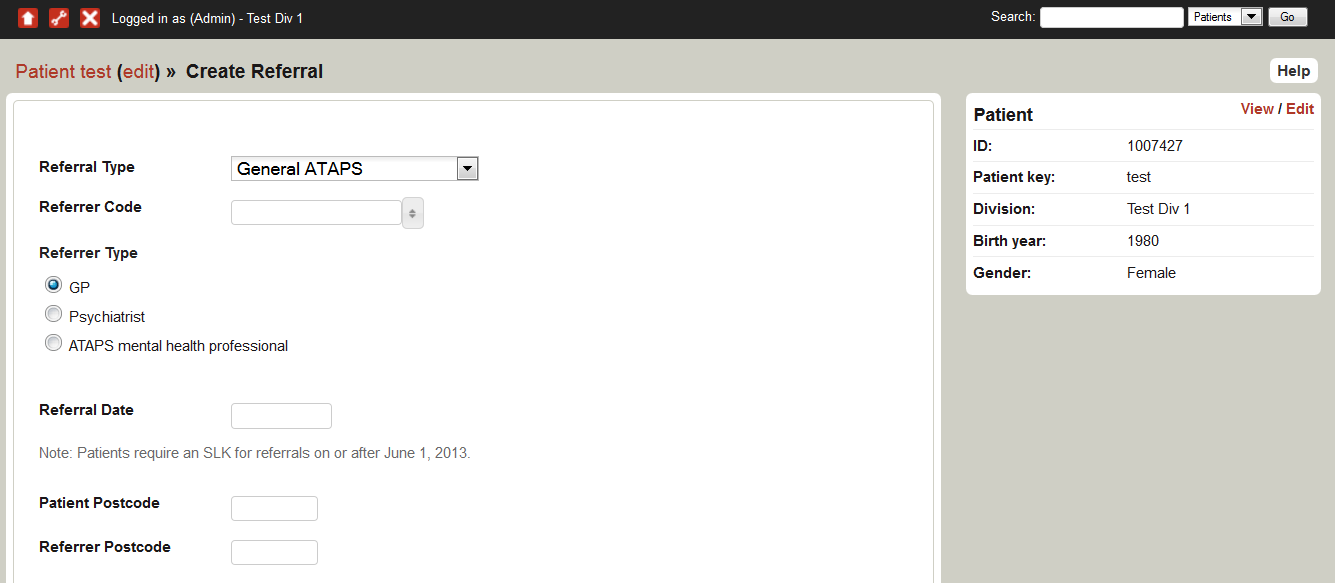 Logged in as (Admin) - Test Div 1
Search: Patients Go
Patient test (edit) » Create Referral
Help
Referral Type General ATAPS
Referrer Code
Referrer Type
GP
Psychiatrist
ATAPS mental health professional
Referral Date
Note: Patients require an SLK for referrals on or after June 1, 2013.
Patient Postcode
Referrer Postcode
Patient View / Edit
ID: 1007427
Patient key: test
Division: Test Div 1
Birth year: 1980
Gender: Female